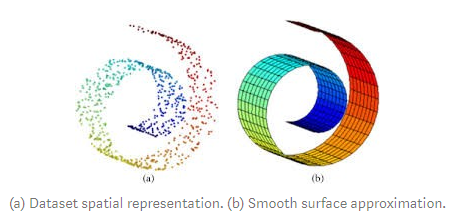 (a) (b)
(a) Dataset spatial representation. (b) Smooth surface approximation.